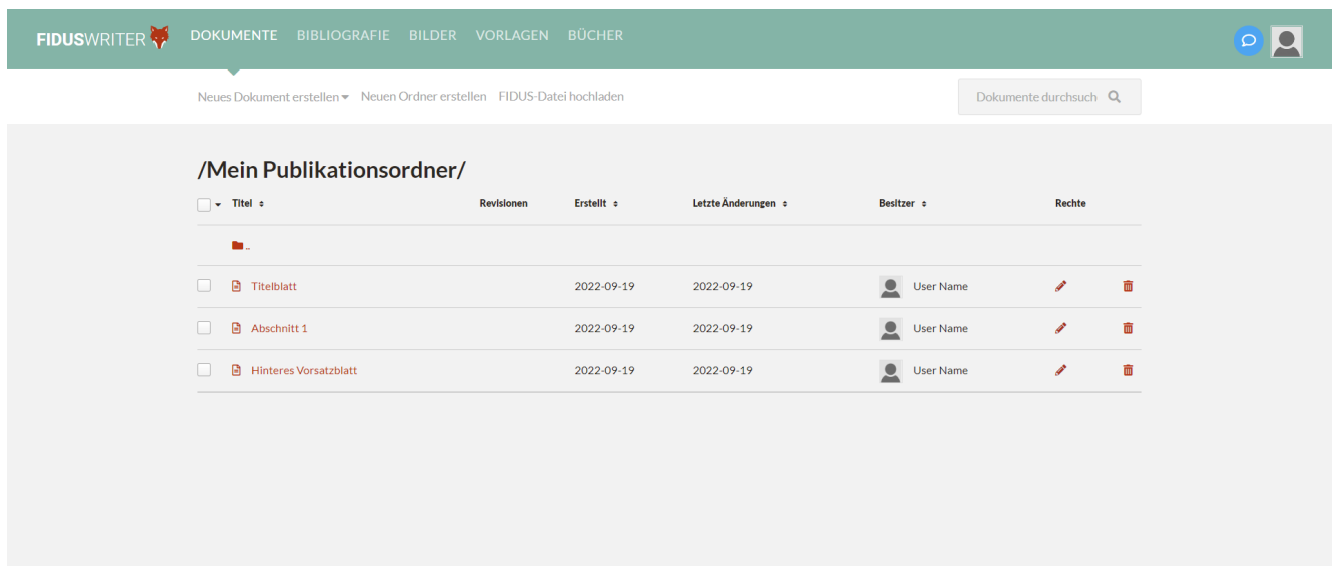 FIDUSWRITER DOKUMENTE BIBLIOGRAFIE BILDER VORLAGEN BÜCHER
Neues Dokument erstellen Neuen Ordner erstellen FIDUS-Datei hochladen Dokumente durchsuch
/Mein Publikationsordner/
Titel Revisionen Erstellt Letzte Änderungen Besitzer Rechte
..
Titelblatt 2022-09-19 2022-09-19 User Name
Abschnitt 1 2022-09-19 2022-09-19 User Name
Hinteres Vorsatzblatt 2022-09-19 2022-09-19 User Name